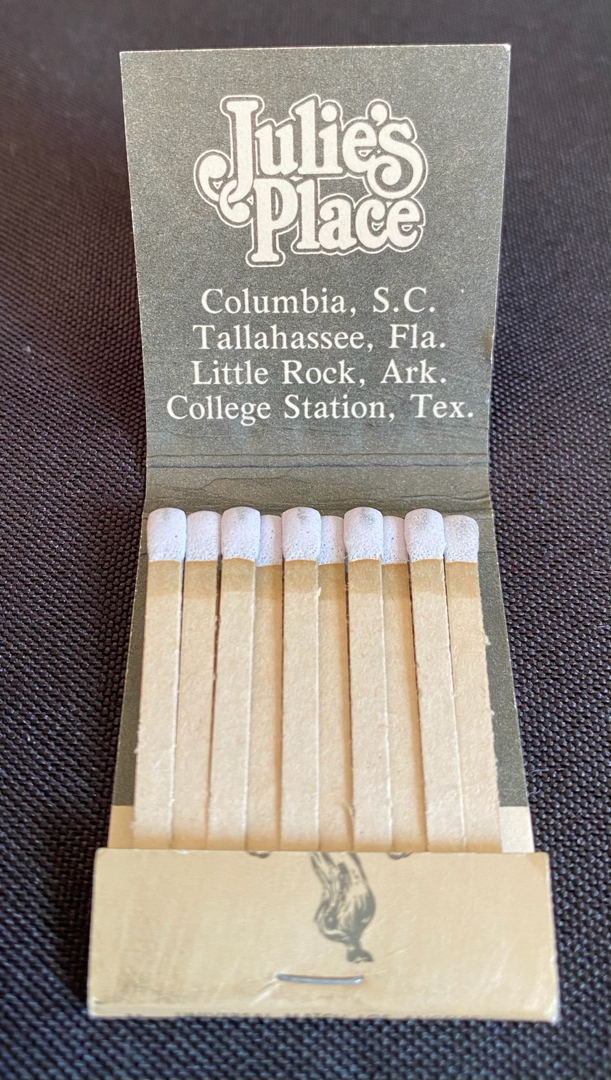 Julie's
Place
Columbia, S.C.
Tallahassee, Fla.
Little Rock, Ark.
College Station, Tex.